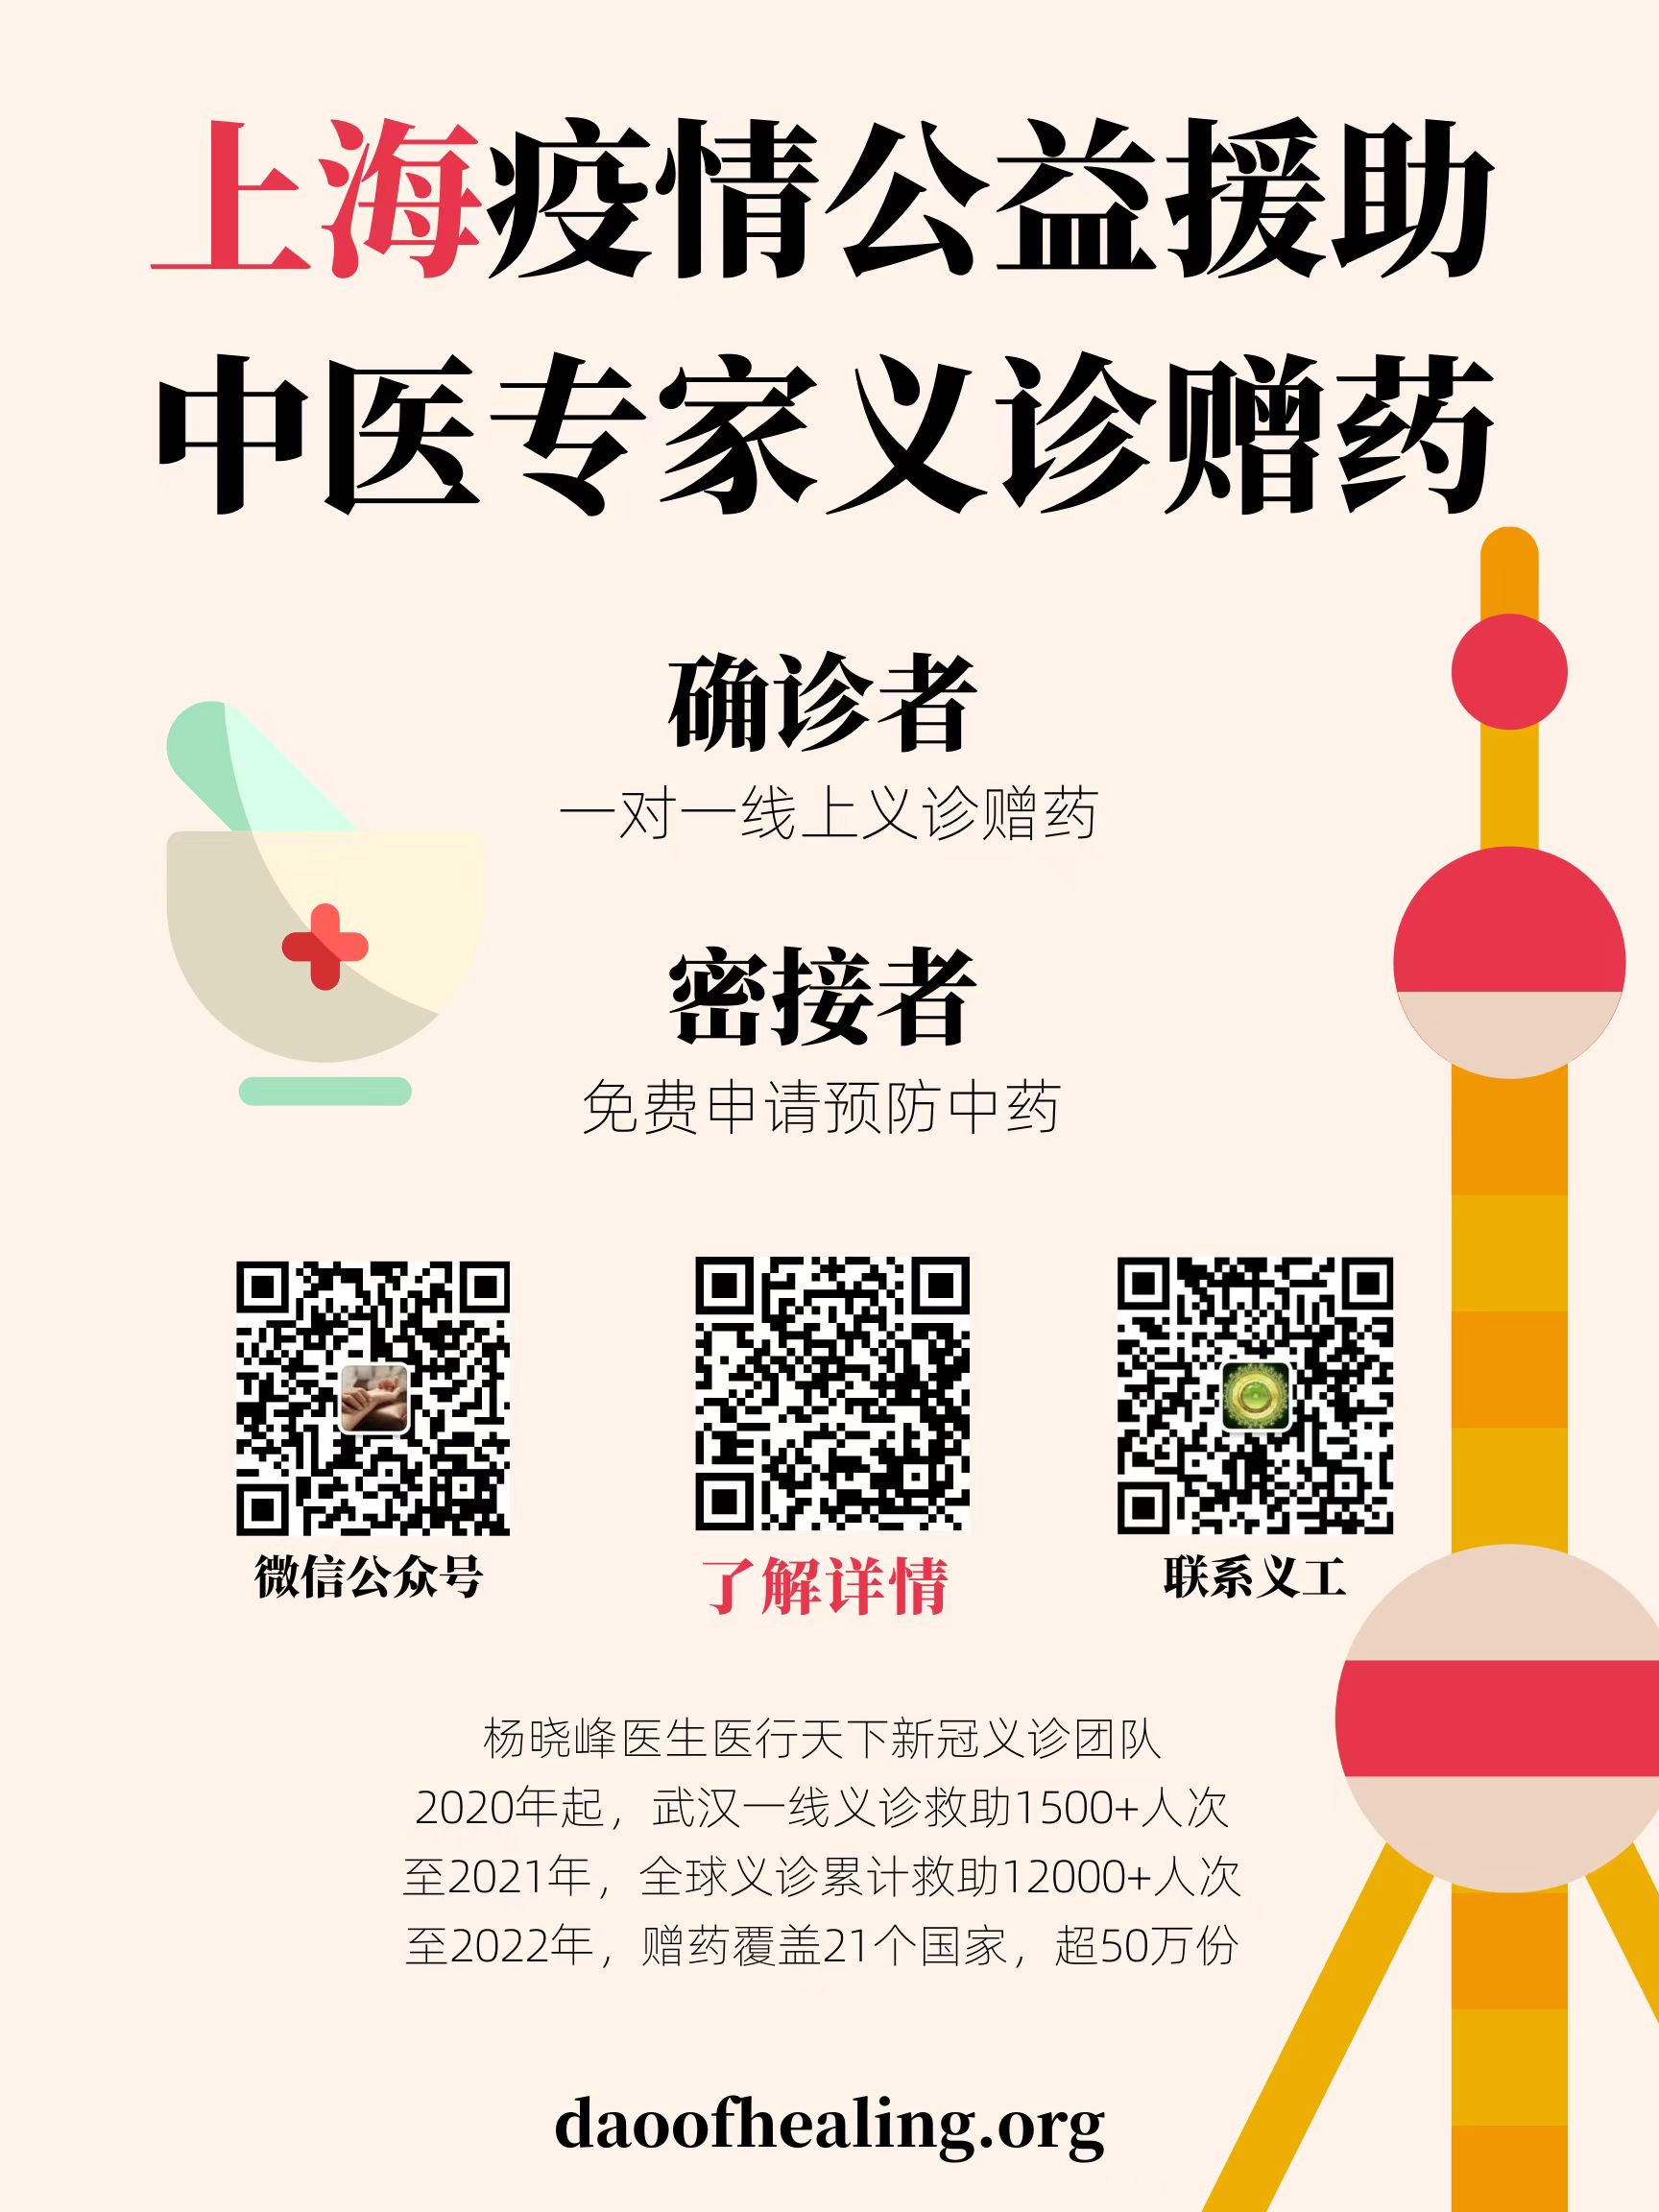 上海疫情公益援助
中医专家义诊赠药
确诊者
一对一线上义诊赠药
密接者
免费申请预防中药
微信公众号
了解详情
联系义工
杨晓峰医生医行天下新冠义诊团队
2020年起，武汉一线义诊救助1500+人次
至2021年，全球义诊累计救助12000+人次
至2022年，赠药覆盖21个国家，超50万份
daoofhealing.org